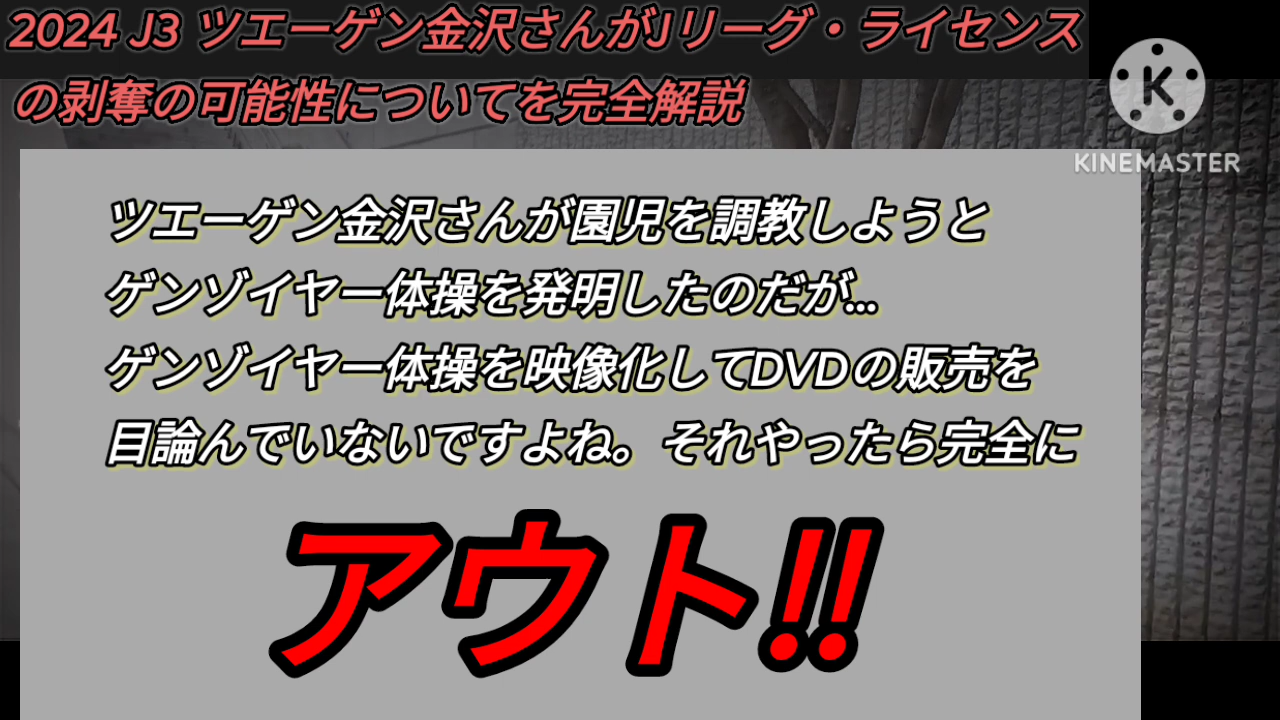 2024 J3 ツエーゲン金沢さんがJリーグ・ライセンス
の剥奪の可能性についてを完全解説
KINEMASTER
ツエーゲン金沢さんが園児を調教しようと
ゲンゾイヤー体操を発明したのだが...
ゲンゾイヤー体操を映像化してDVDの販売を
目論んでいないですよね。それやったら完全に
アウト!!